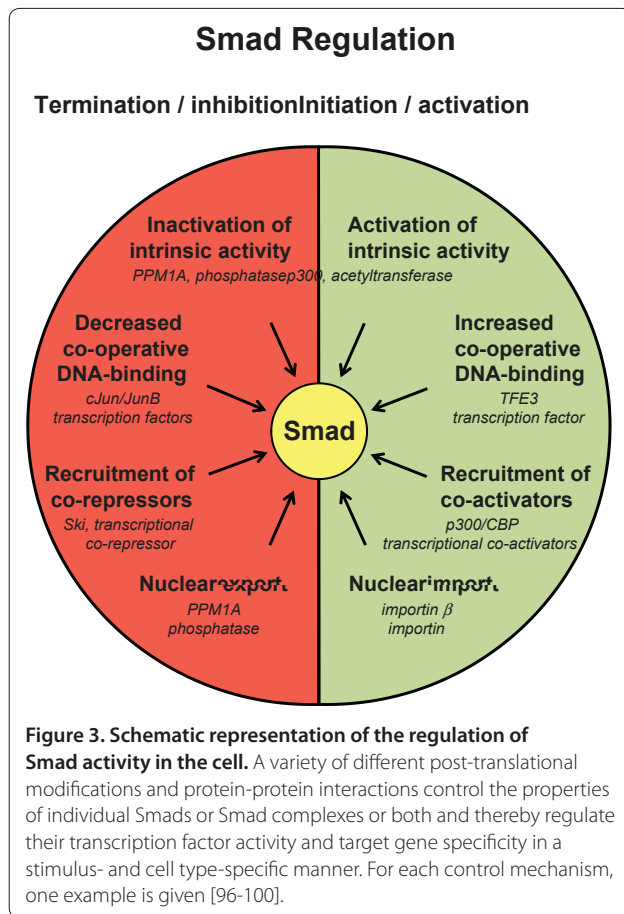 Smad Regulation
Termination / inhibitionInitiation / activation
Inactivation of
intrinsic activity
Activation of
intrinsic activity
PPM1A, phosphatasep300, acetyltransferase
Decreased
co-operative
DNA-binding
cJun/JunB
transcription factors
Increased
co-operative
DNA-binding
TFE3
transcription factor
Smad
Recruitment of
co-repressors
Ski, transcriptional
co-repressor
Recruitment of
co-activators
p300/CBP
transcriptional co-activators
Nuclear export
PPM1A
phosphatase
Nuclear import
importin β
importin
Figure 3. Schematic representation of the regulation of
Smad activity in the cell. A variety of different post-translational
modifications and protein-protein interactions control the properties
of individual Smads or Smad complexes or both and thereby regulate
their transcription factor activity and target gene specificity in a
stimulus- and cell type-specific manner. For each control mechanism,
one example is given [96-100].